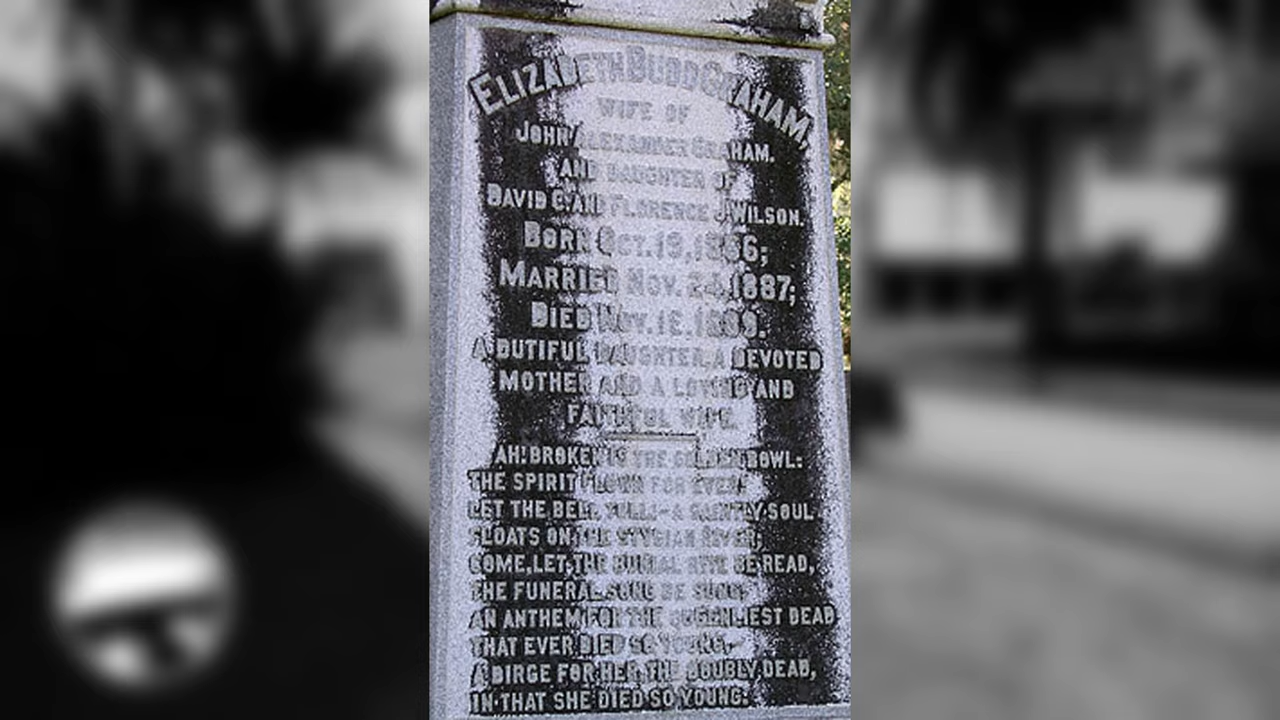 ELIZABETH BUDD GRAHAM,
WIFE OF
JOHN ALEXANDER GRAHAM.
AND DAUGHTER OF
DAVID C. AND FLORENCE J. WILSON.
BORN OCT. 19, 1866;
MARRIED NOV. 24, 1887;
DIED NOV. 1889.
A DUTIFUL DAUGHTER, A DEVOTED
MOTHER AND A LOVING AND
FAITHFUL WIFE.
AH! BROKEN IS THE GOLDEN BOWL:
THE SPIRIT FLOWN FOREVER!
LET THE BELL TOLL!-A SAINTLY SOUL
FLOATS ON THE STYGIAN RIVER;
COME, LET THE BURIAL RITE BE READ,
THE FUNERAL SONG BE SUNG;
AN ANTHEM FOR THE QUEENLIEST DEAD
THAT EVER DIED SO YOUNG,
A DIRGE FOR HER, THE DOUBLY DEAD,
IN THAT SHE DIED SO YOUNG.